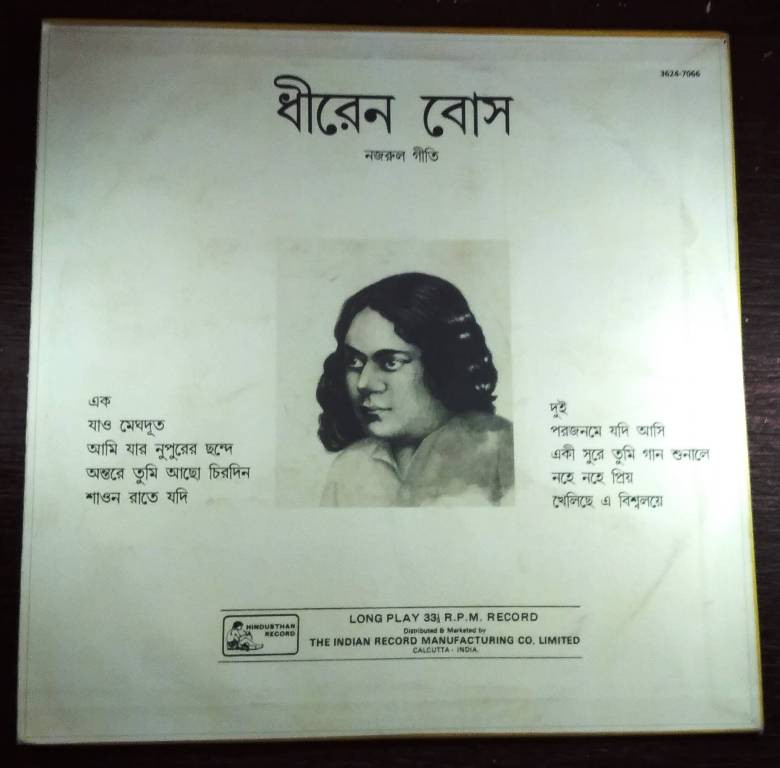 3624-7066
ধীরেন বোস
নজরুল গীতি
এক
যাও মেঘদূত
আমি যার নুপুরের ছন্দে
অন্তরে তুমি আছো চিরদিন
শাওন রাতে যদি
দুই
পরজনমে যদি আসি
একী সুরে তুমি গান শুনালে
নহে নহে প্রিয়
খেলিছে এ বিশ্বলয়ে
HINDUSTHAN
RECORD
LONG PLAY 33⅓ R.P.M. RECORD
Distributed & Marketed by
THE INDIAN RECORD MANUFACTURING CO. LIMITED
CALCUTTA - INDIA.